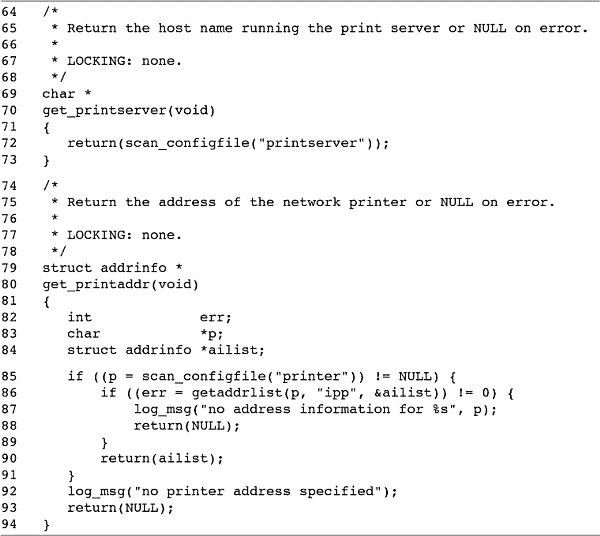 64   /*
65    * Return the host name running the print server or NULL on error.
66    *
67    * LOCKING: none.
68    */
69   char *
70   get_printserver(void)
71   {
72      return(scan_configfile("printserver"));
73   }
74   /*
75    * Return the address of the network printer or NULL on error.
76    *
77    * LOCKING: none.
78    */
79   struct addrinfo *
80   get_printaddr(void)
81   {
82      int             err;
83      char            *p;
84      struct addrinfo *ailist;
85      if ((p = scan_configfile("printer")) != NULL) {
86          if ((err = getaddrlist(p, "ipp", &ailist)) != 0) {
87              log_msg("no address information for %s", p);
88              return(NULL);
89          }
90          return(ailist);
91      }
92      log_msg("no printer address specified");
93      return(NULL);
94   }